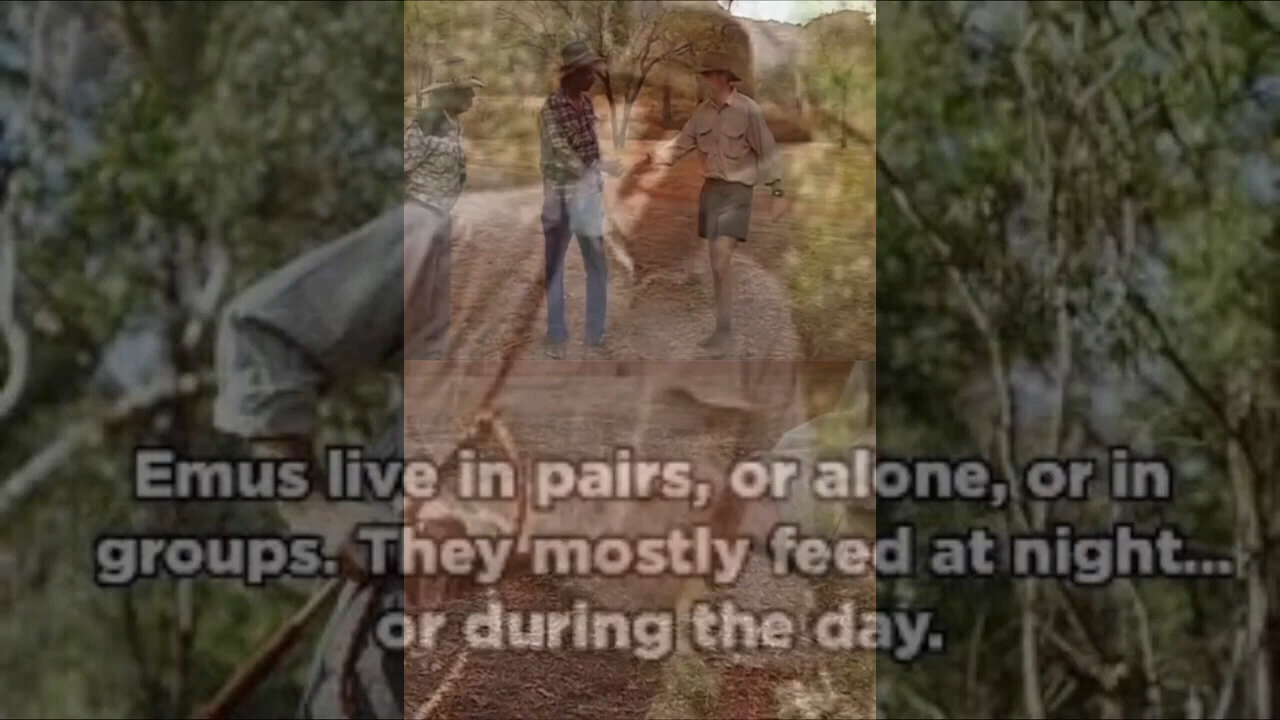 Emus live in pairs, or alone, or in
groups. They mostly feed at night...
or during the day.